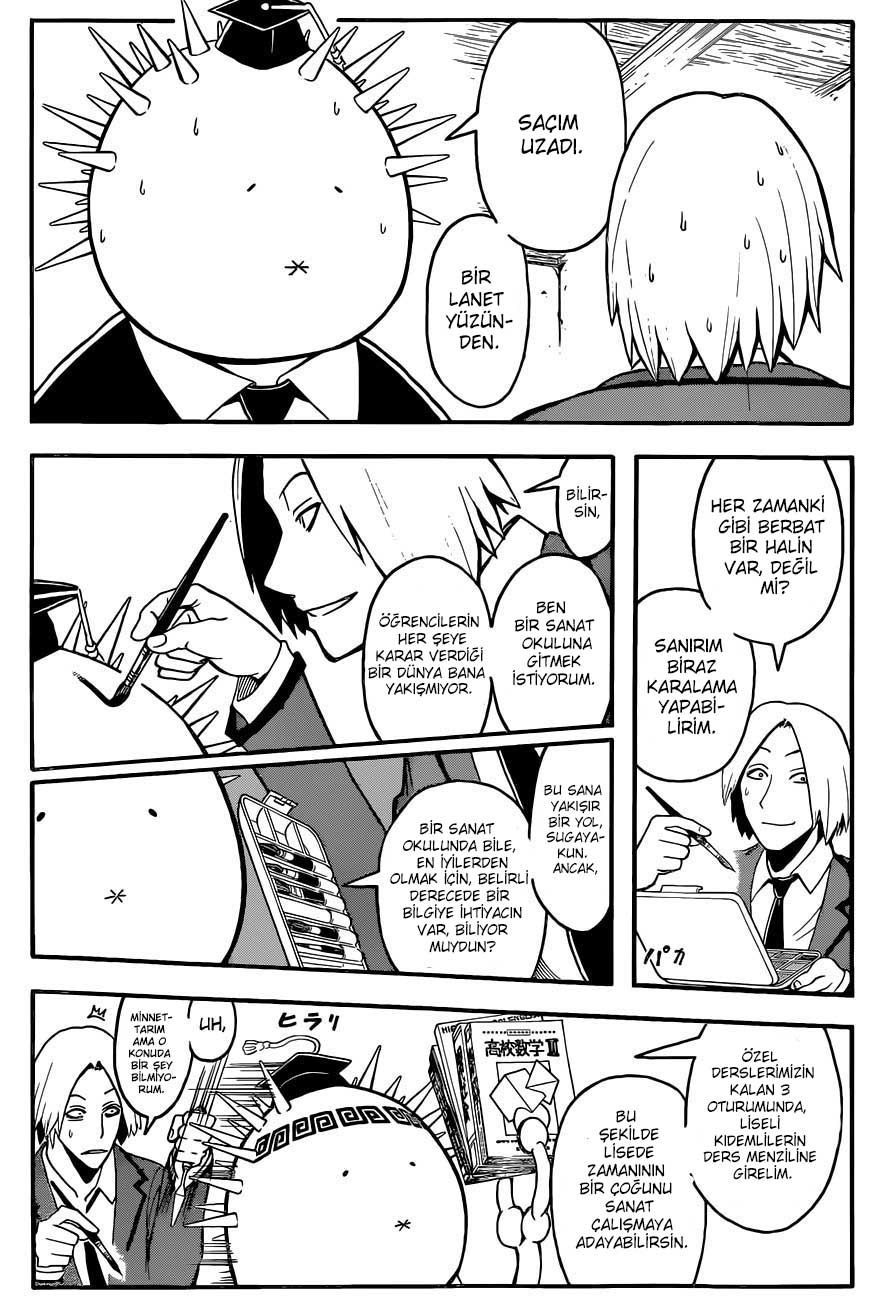 SAÇIM
UZADI.
BİR
LANET
YÜZÜN-
DEN.
HER ZAMANKİ
GİBİ BERBAT
BİR HALİN
VAR, DEĞİL
Mİ?
SANIRIM
BİRAZ
KARALAMA
YAPABİ-
LİRİM.
パカ
BİLİR-
SİN,
BEN
BİR SANAT
OKULUNA
GİTMEK
İSTİYORUM.
ÖĞRENCİLERİN
HER ŞEYE
KARAR VERDİĞİ
BİR DÜNYA BANA
YAKIŞMIYOR.
BU SANA
YAKIŞIR
BİR YOL,
SUGAYA-
KUN.
ANCAK,
BİR SANAT
OKULUNDA BİLE,
EN İYİLERDEN
OLMAK İÇİN, BELİRLİ
DERECEDE BİR
BİLGİYE İHTİYACIN
VAR, BİLİYOR
MUYDUN?
ÖZEL
DERSLERİMİZİN
KALAN 3
OTURUMUNDA,
LİSELİ
KIDEMLİLERİN
DERS MENZİLİNE
GİRELİM.
BU
ŞEKİLDE
LİSEDE
ZAMANININ
BİR ÇOĞUNU
SANAT
ÇALIŞMAYA
ADAYABİLİRSİN.
高校数学III
ヒラリ
UH,
MİNNET-
TARIM
AMA O
KONUDA
BİR ŞEY
BİLMİYO-
RUM.